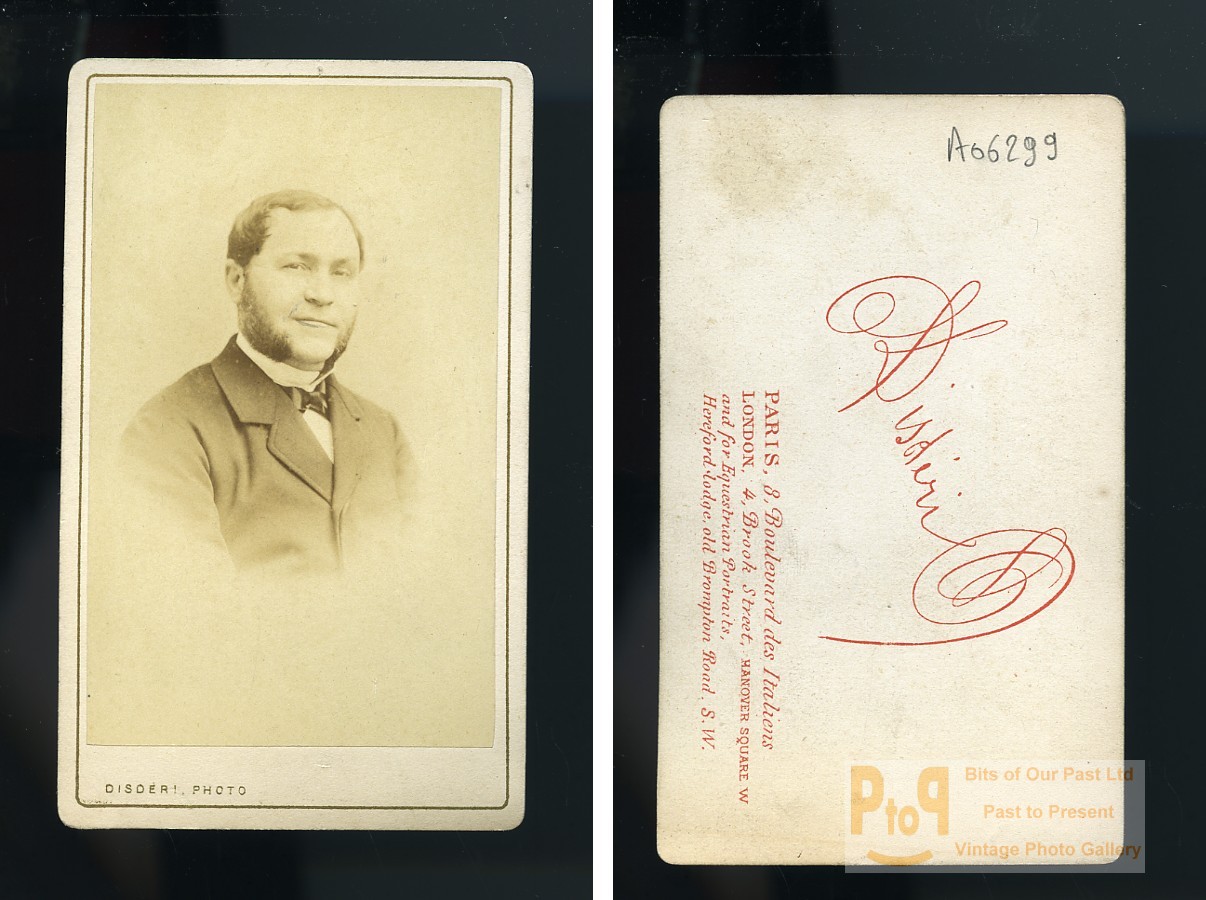 DISDÉRI, PHOTO
A06299
Disdéri
PARIS, 8, Boulevard des Italiens
LONDON, 4, Brook Street, HANOVER SQUARE W
and for Equestrian Portraits,
Hereford lodge, old Brompton Road, S.W.
PtoP
Bits of Our Past Ltd
Past to Present
Vintage Photo Gallery